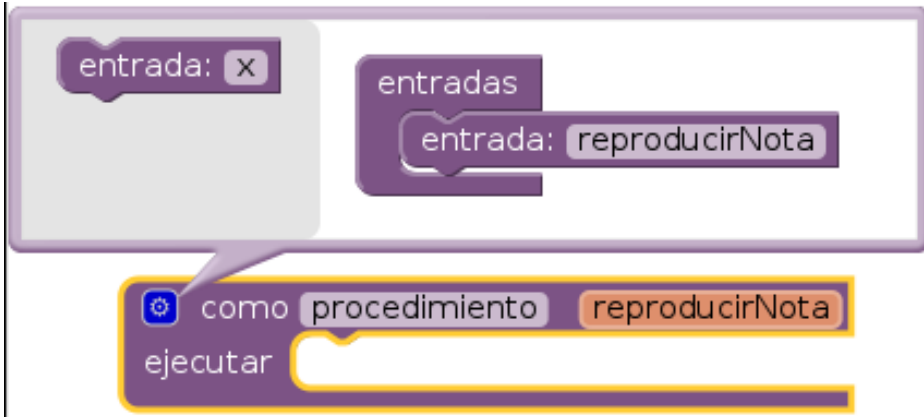 entrada: x
entradas
entrada: reproducirNota
como procedimiento reproducirNota
ejecutar